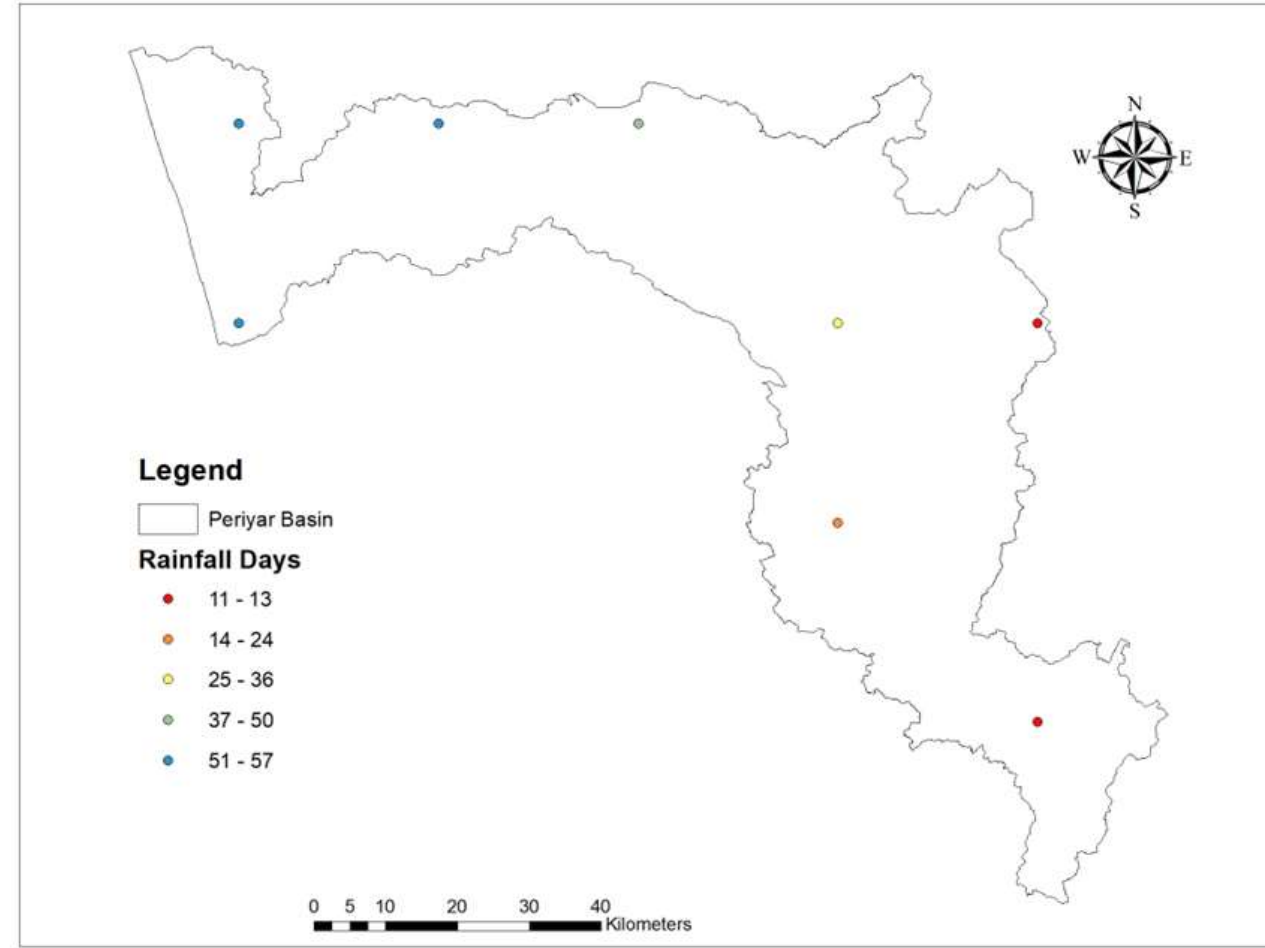 N
W E
S
Legend
Periyar Basin
Rainfall Days
11 - 13
14 - 24
25 - 36
37 - 50
51 - 57
0 5 10 20 30 40
Kilometers